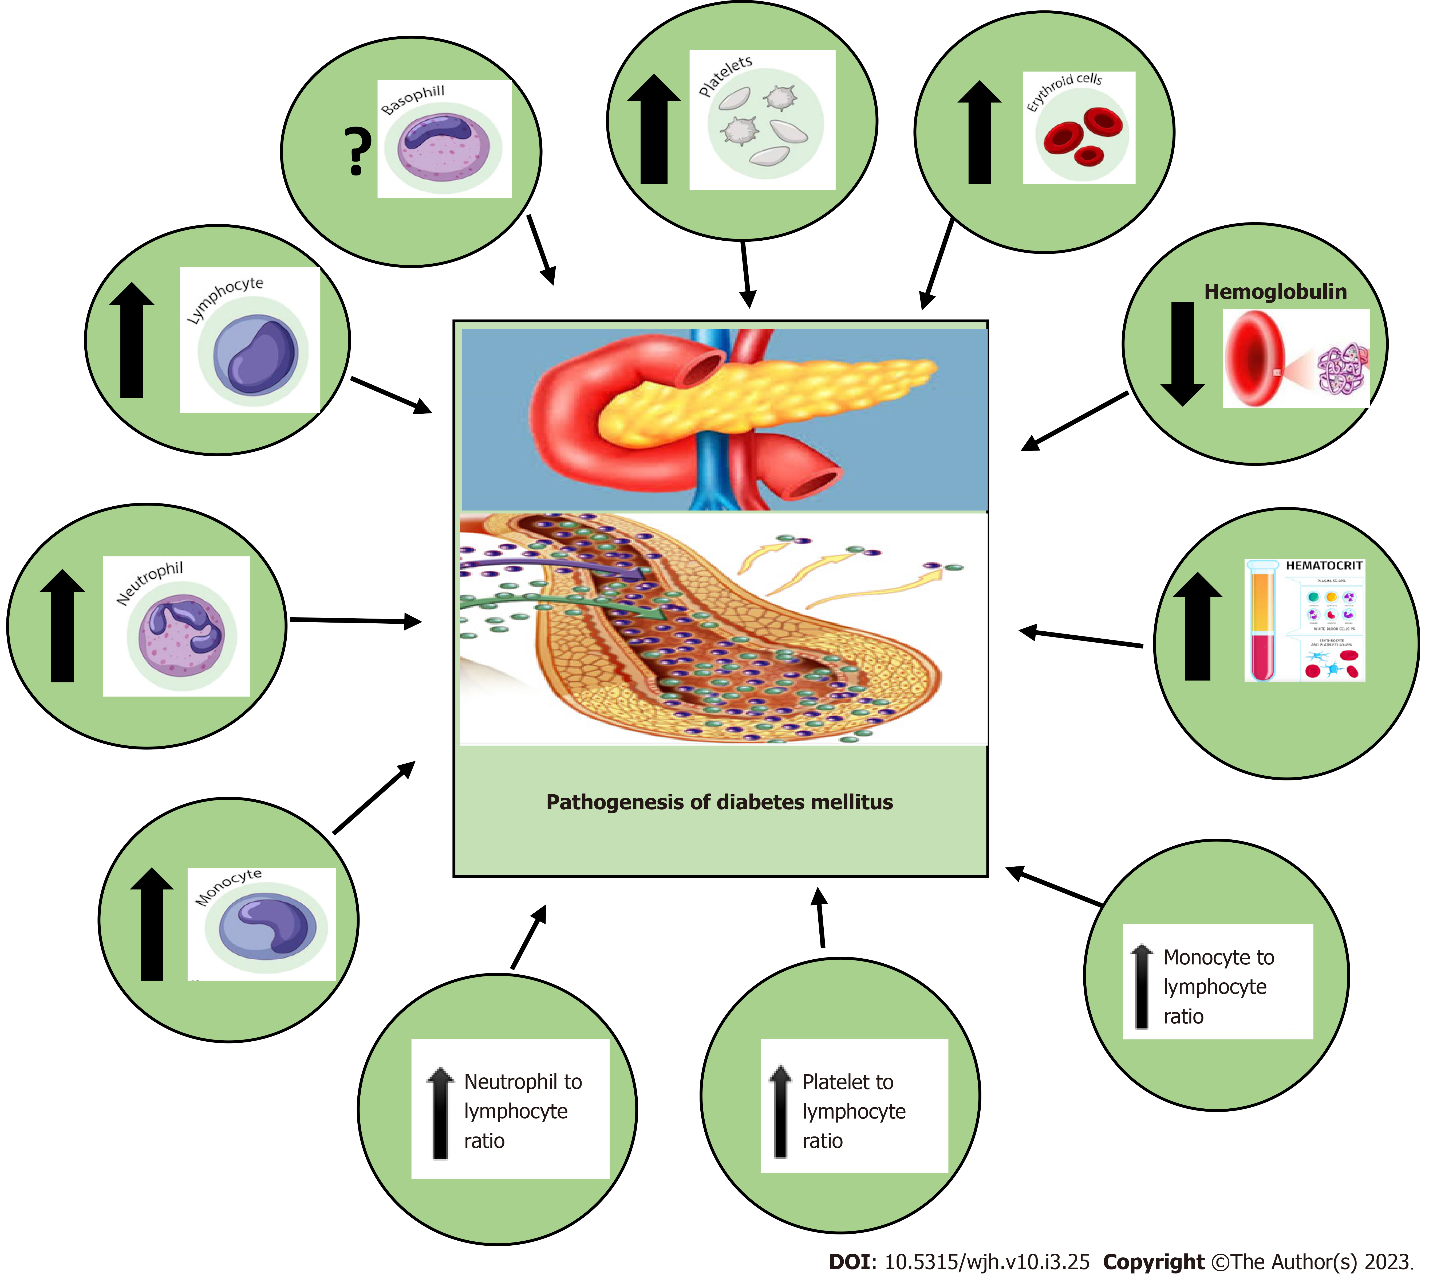 Basophill
?
Platelets
Erythroid cells
Lymphocyte
Hemoglobulin
Neutrophil
HEMATOCRIT
Pathogenesis of diabetes mellitus
Monocyte
Monocyte to
lymphocyte
ratio
Neutrophil to
lymphocyte
ratio
Platelet to
lymphocyte
ratio
DOI: 10.5315/wjh.v10.i3.25 Copyright ©The Author(s) 2023.